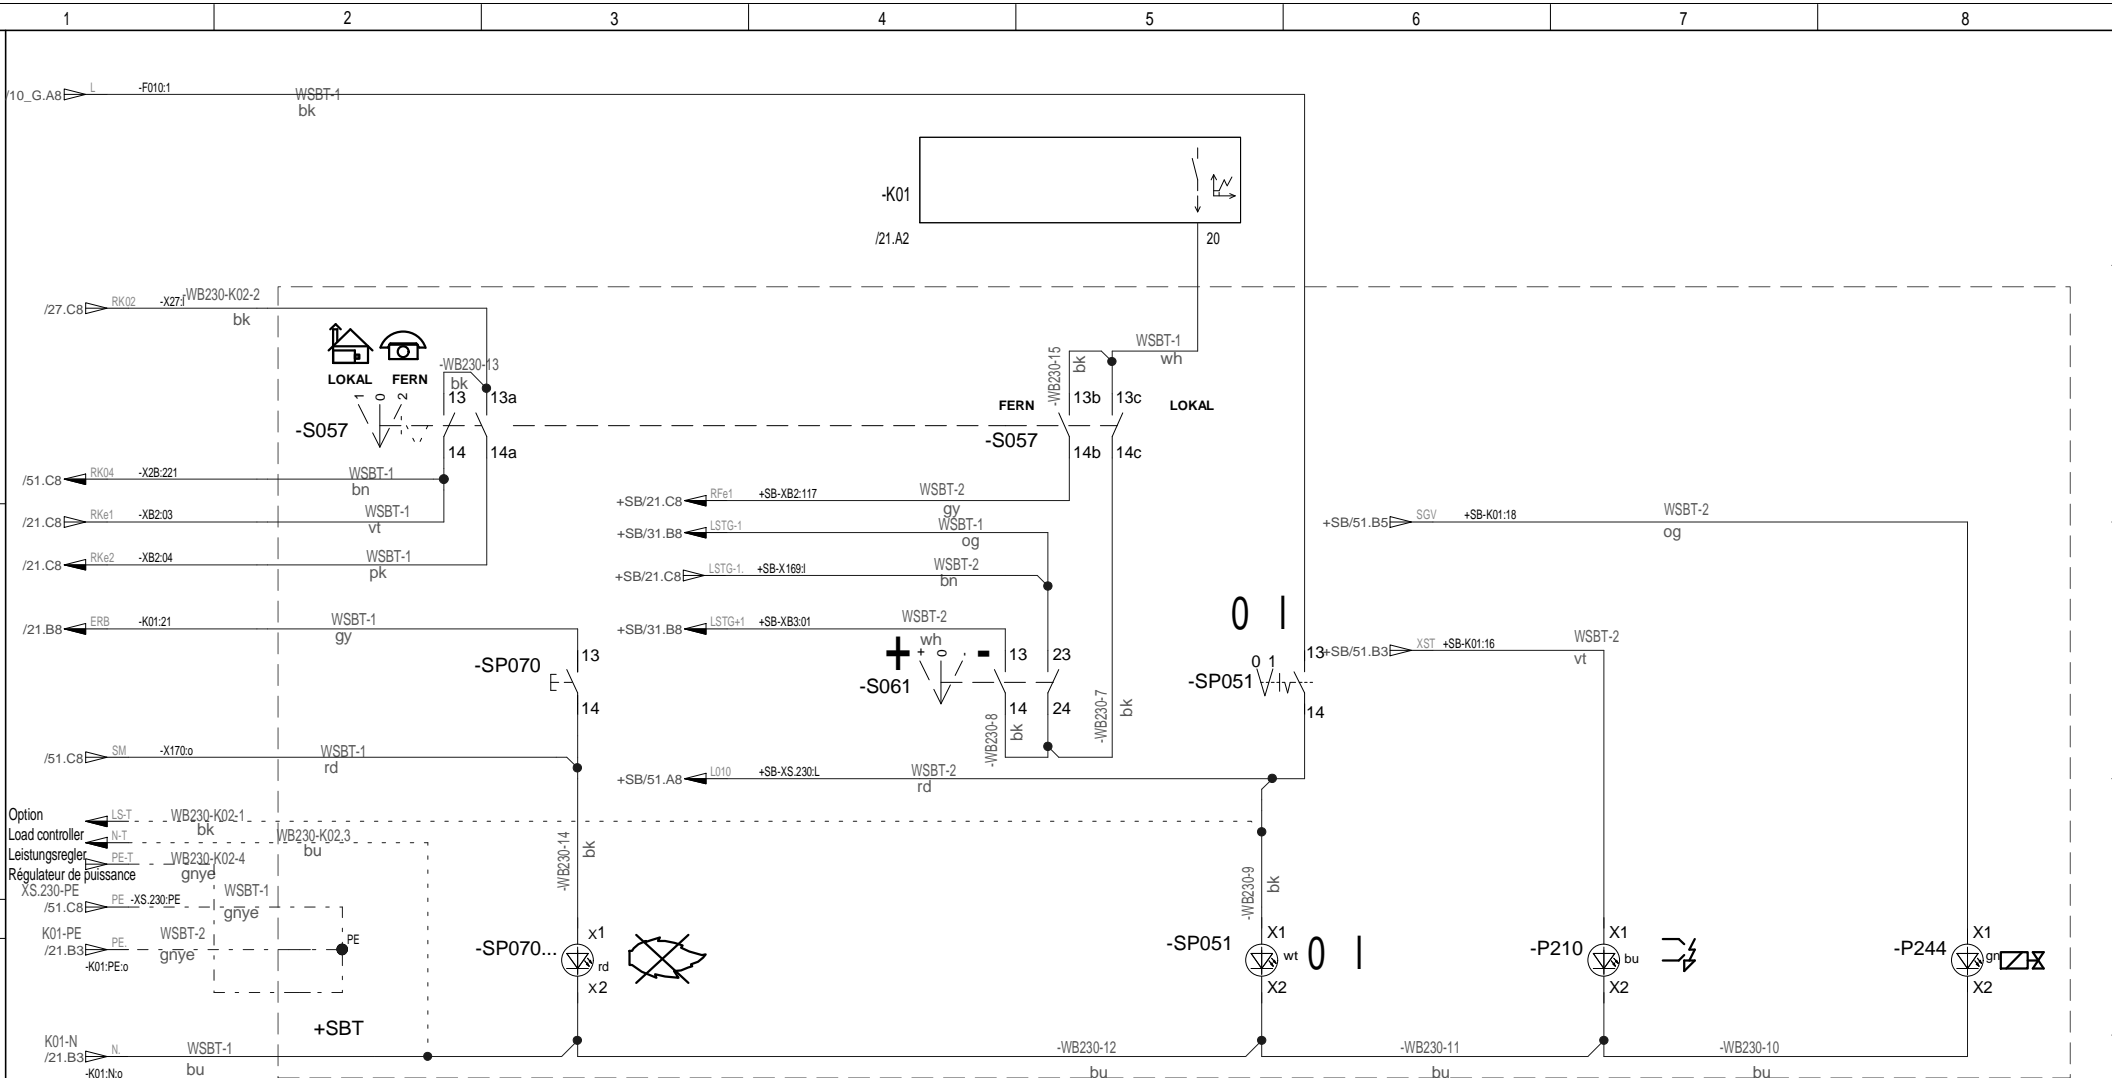 1 2 3 4 5 6 7 8
/10_G.A8 L -F010:1 WSBT-1
bk
-K01
/21.A2 20
/27.C8 RK02 -X27:I -WB230-K02-2
bk
-WB230-13
bk
LOKAL FERN
1 0 2
-S057
13 13a
14 14a
-WB230-15
bk
WSBT-1
wh
13b 13c
FERN LOKAL
-S057
14b 14c
/51.C8 RK04 -X2B:221 WSBT-1
bn
/21.C8 RKe1 -XB2:03 WSBT-1
vt
/21.C8 RKe2 -XB2:04 WSBT-1
pk
+SB/21.C8 RFe1 +SB-XB2:117 WSBT-2
gy
+SB/31.B8 LSTG-1 WSBT-1
og
+SB/21.C8 LSTG-1. +SB-X169:I WSBT-2
bn
+SB/51.B5 SGV +SB-K01:18 WSBT-2
og
/21.B8 ERB -K01:21 WSBT-1
gy
+SB/31.B8 LSTG+1 +SB-XB3:01 WSBT-2
wh
0 I
+SB/51.B3 XST +SB-K01:16 WSBT-2
vt
-SP070 13
14
+ + 0 . -
-S061
13 23
14 24
-WB230-8
bk
-WB230-7
bk
-SP051 0 1 13
14
/51.C8 SM -X170:o WSBT-1
rd
+SB/51.A8 L010 +SB-XS.230:L WSBT-2
rd
Option LS-T WB230-K02-1
bk
Load controller N-T WB230-K02.3
bu
Leistungsregler PE-T WB230-K02-4
gnye
Régulateur de puissance
-WB230-14
bk
-WB230-9
bk
XS.230-PE
/51.C8 PE -XS.230:PE WSBT-1
gnye
K01-PE
/21.B3 PE. WSBT-2
gnye
-K01:PE:o
PE
-SP070... X1
rd
X2
-SP051 X1
wt 0 I
X2
-P210 X1
bu
X2
-P244 X1
gn
X2
+SBT
K01-N
/21.B3 N. WSBT-1
bu
-K01:N:o
-WB230-12
bu
-WB230-11
bu
-WB230-10
bu